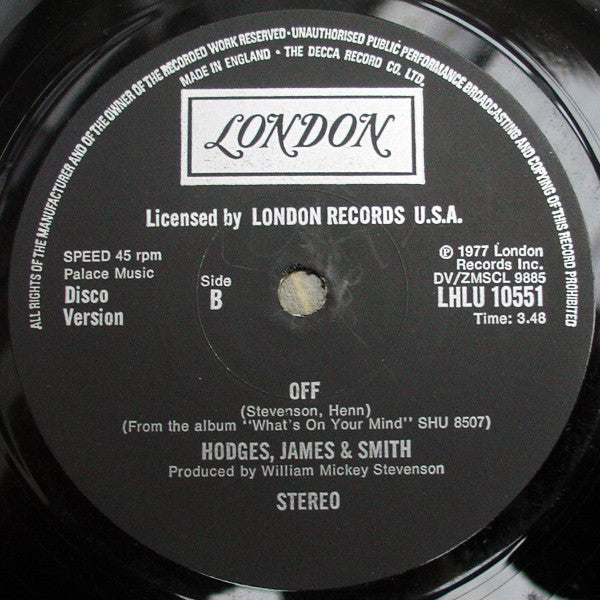 ALL RIGHTS OF THE MANUFACTURER AND OF THE OWNER OF THE RECORDED WORK RESERVED · UNAUTHORISED PUBLIC PERFORMANCE BROADCASTING AND COPYING OF THIS RECORD PROHIBITED
MADE IN ENGLAND · THE DECCA RECORD CO. LTD.
LONDON
Licensed by LONDON RECORDS U.S.A.
SPEED 45 rpm
Palace Music
Disco
Version
Side
B
℗ 1977 London
Records Inc.
DV/ZMSCL 9885
LHLU 10551
Time: 3.48
OFF
(Stevenson, Henn)
(From the album "What's On Your Mind" SHU 8507)
HODGES, JAMES & SMITH
Produced by William Mickey Stevenson
STEREO